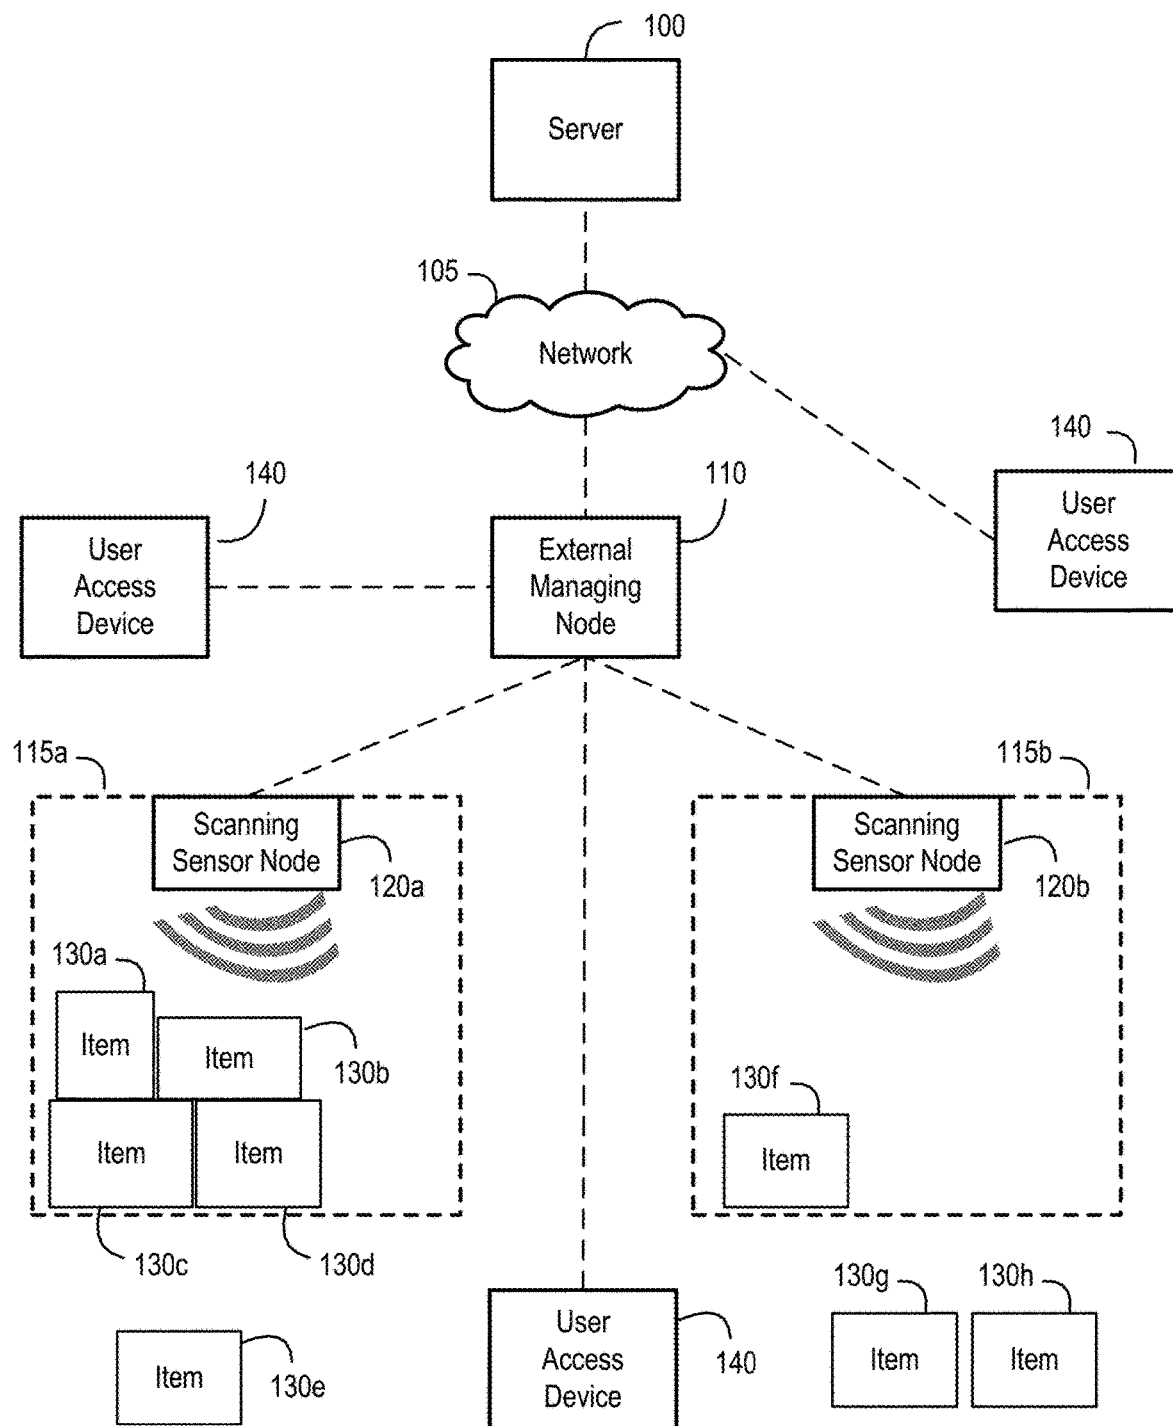 100
Server
105
Network
140
User
Access
Device
110
External
Managing
Node
140
User
Access
Device
115a
Scanning
Sensor Node
120a
115b
Scanning
Sensor Node
120b
130a
Item
Item
130b
Item
Item
130c
130d
130f
Item
Item
130e
User
Access
Device
140
130g
Item
130h
Item